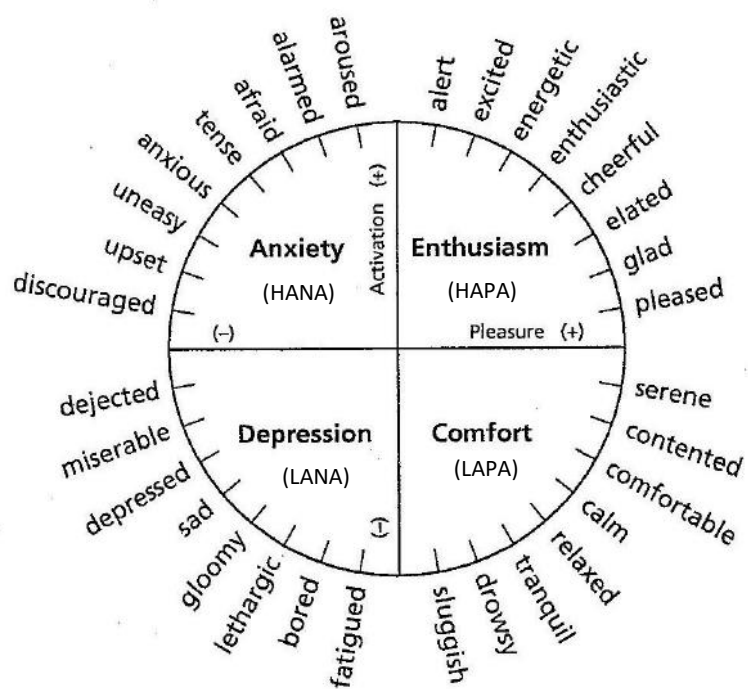 aroused
alarmed
afraid
tense
anxious
uneasy
upset
discouraged
alert
excited
energetic
enthusiastic
cheerful
elated
glad
pleased
Activation (+)
Anxiety
(HANA)
Enthusiasm
(HAPA)
(–)
Pleasure (+)
Depression
(LANA)
Comfort
(LAPA)
(–)
dejected
miserable
depressed
sad
gloomy
lethargic
bored
fatigued
serene
contented
comfortable
calm
relaxed
tranquil
drowsy
sluggish